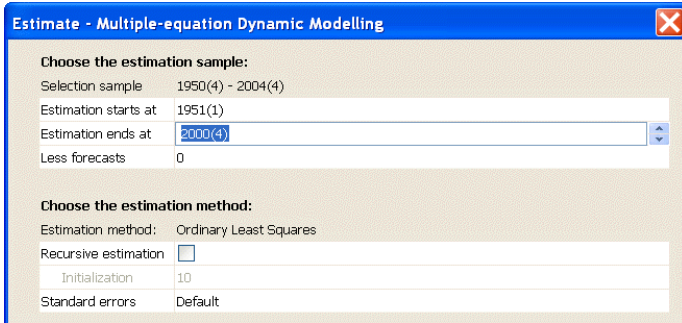 Estimate - Multiple-equation Dynamic Modelling
Choose the estimation sample:
Selection sample 1950(4) - 2004(4)
Estimation starts at 1951(1)
Estimation ends at 2000(4)
Less forecasts 0
Choose the estimation method:
Estimation method: Ordinary Least Squares
Recursive estimation
Initialization 10
Standard errors Default